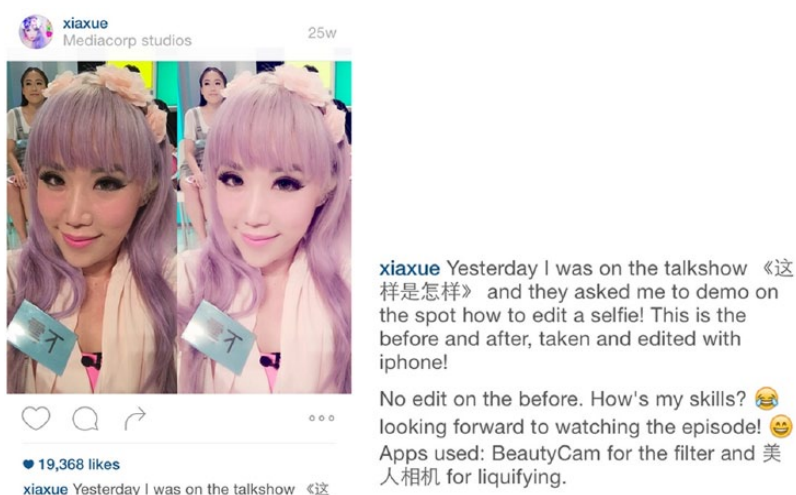 xiaxue
Mediacorp studios
25w
19,368 likes
xiaxue Yesterday I was on the talkshow 《这
xiaxue Yesterday I was on the talkshow 《这
样是怎样》 and they asked me to demo on
the spot how to edit a selfie! This is the
before and after, taken and edited with
iphone!
No edit on the before. How's my skills? 😂
looking forward to watching the episode! 😄
Apps used: BeautyCam for the filter and 美
人相机 for liquifying.